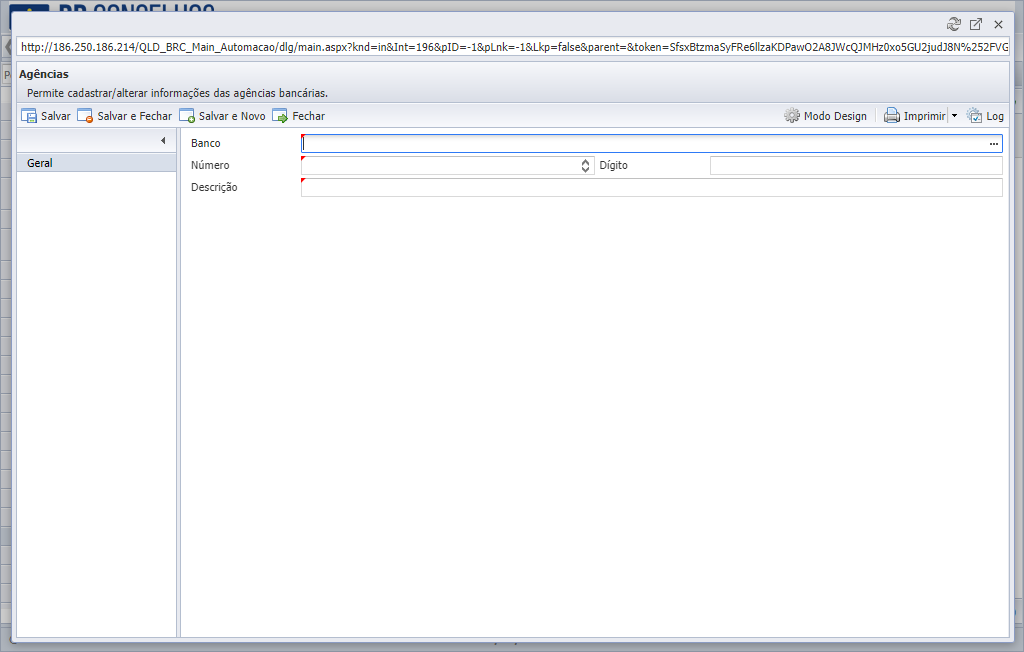 http://186.250.186.214/QLD_BRC_Main_Automacao/dlg/main.aspx?knd=in&Int=196&pID=-1&pLnk=-1&Lkp=false&parent=&token=SfsxBtzmaSyFRe6llzaKDPawO2A8JWcQJMHz0xo5GU2judJ8N%252FVG
Agências
Permite cadastrar/alterar informações das agências bancárias.
Salvar Salvar e Fechar Salvar e Novo Fechar Modo Design Imprimir Log
Geral
Banco ...
Número Dígito
Descrição